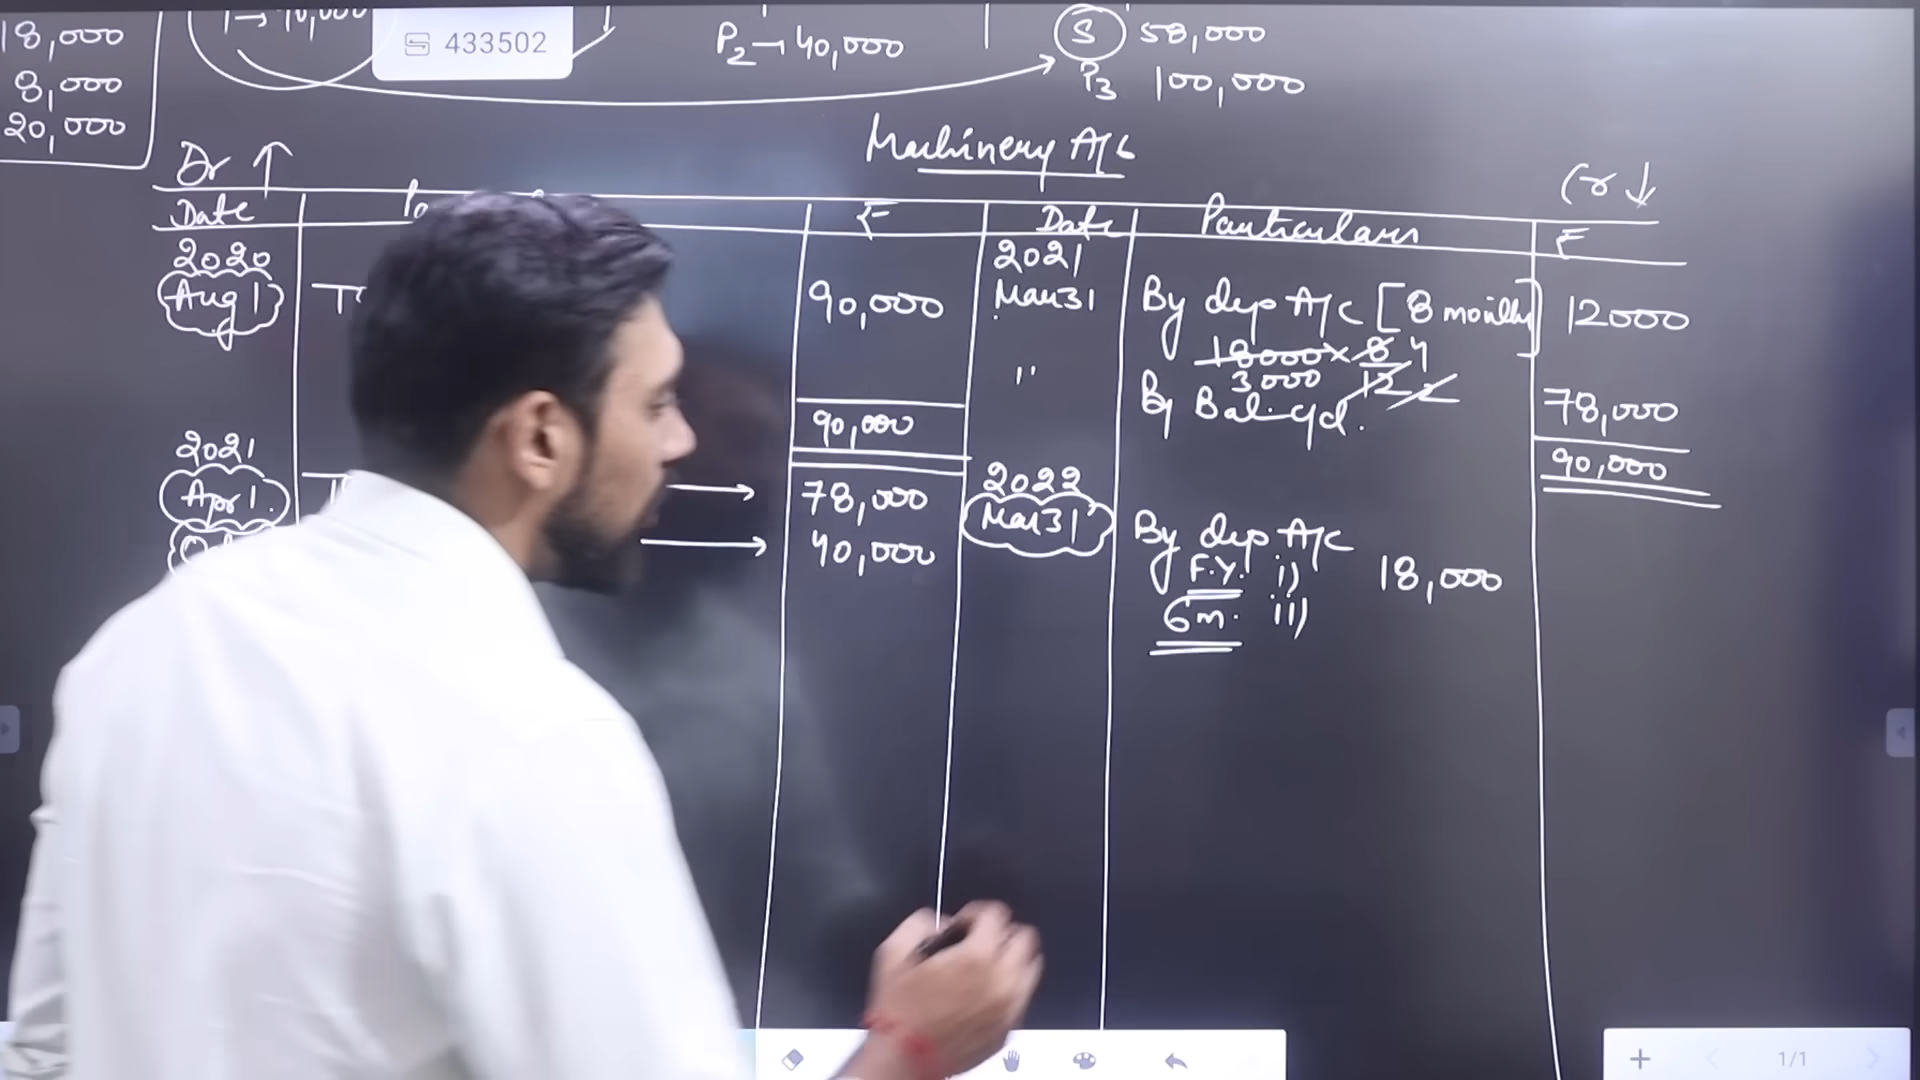 18,000
8,000
20,000
433502
P2 → 40,000
S 58,000
P3 100,000
Machinery A/c
Dr ↑
Cr ↓
Date
₹
Date
Particulars
₹
2020
Aug 1
90,000
2021
Mar 31
By dep A/c [8 months]
12000
18000 × 8 4
3000 12 2
"
By Bal. c/d.
78,000
90,000
90,000
2021
Apr 1.
78,000
40,000
2022
Mar 31
By dep A/c
F.Y. i) 18,000
6m. ii)
1/1